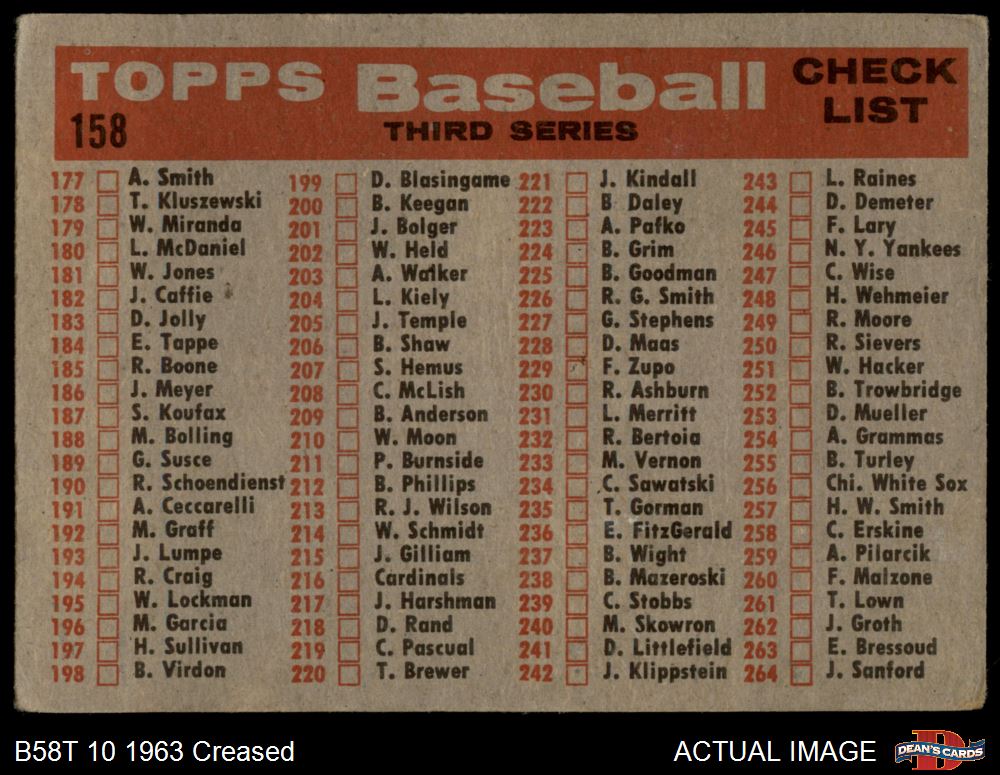 TOPPS Baseball CHECK LIST
158 THIRD SERIES
177 A. Smith
178 T. Kluszewski
179 W. Miranda
180 L. McDaniel
181 W. Jones
182 J. Caffie
183 D. Jolly
184 E. Tappe
185 R. Boone
186 J. Meyer
187 S. Koufax
188 M. Bolling
189 G. Susce
190 R. Schoendienst
191 A. Ceccarelli
192 M. Graff
193 J. Lumpe
194 R. Craig
195 W. Lockman
196 M. Garcia
197 H. Sullivan
198 B. Virdon
199 D. Blasingame
200 B. Keegan
201 J. Bolger
202 W. Held
203 A. Walker
204 L. Kiely
205 J. Temple
206 B. Shaw
207 S. Hemus
208 C. McLish
209 B. Anderson
210 W. Moon
211 P. Burnside
212 B. Phillips
213 R. J. Wilson
214 W. Schmidt
215 J. Gilliam
216 Cardinals
217 J. Harshman
218 D. Rand
219 C. Pascual
220 T. Brewer
221 J. Kindall
222 B Daley
223 A. Pafko
224 B. Grim
225 B. Goodman
226 R. G. Smith
227 G. Stephens
228 D. Maas
229 F. Zupo
230 R. Ashburn
231 L. Merritt
232 R. Bertoia
233 M. Vernon
234 C. Sawatski
235 T. Gorman
236 E. FitzGerald
237 B. Wight
238 B. Mazeroski
239 C. Stobbs
240 M. Skowron
241 D. Littlefield
242 J. Klippstein
243 L. Raines
244 D. Demeter
245 F. Lary
246 N. Y. Yankees
247 C. Wise
248 H. Wehmeier
249 R. Moore
250 R. Sievers
251 W. Hacker
252 B. Trowbridge
253 D. Mueller
254 A. Grammas
255 B. Turley
256 Chi. White Sox
257 H. W. Smith
258 C. Erskine
259 A. Pilarcik
260 F. Malzone
261 T. Lown
262 J. Groth
263 E. Bressoud
264 J. Sanford
B58T 10 1963 Creased ACTUAL IMAGE
D DEAN'S CARDS